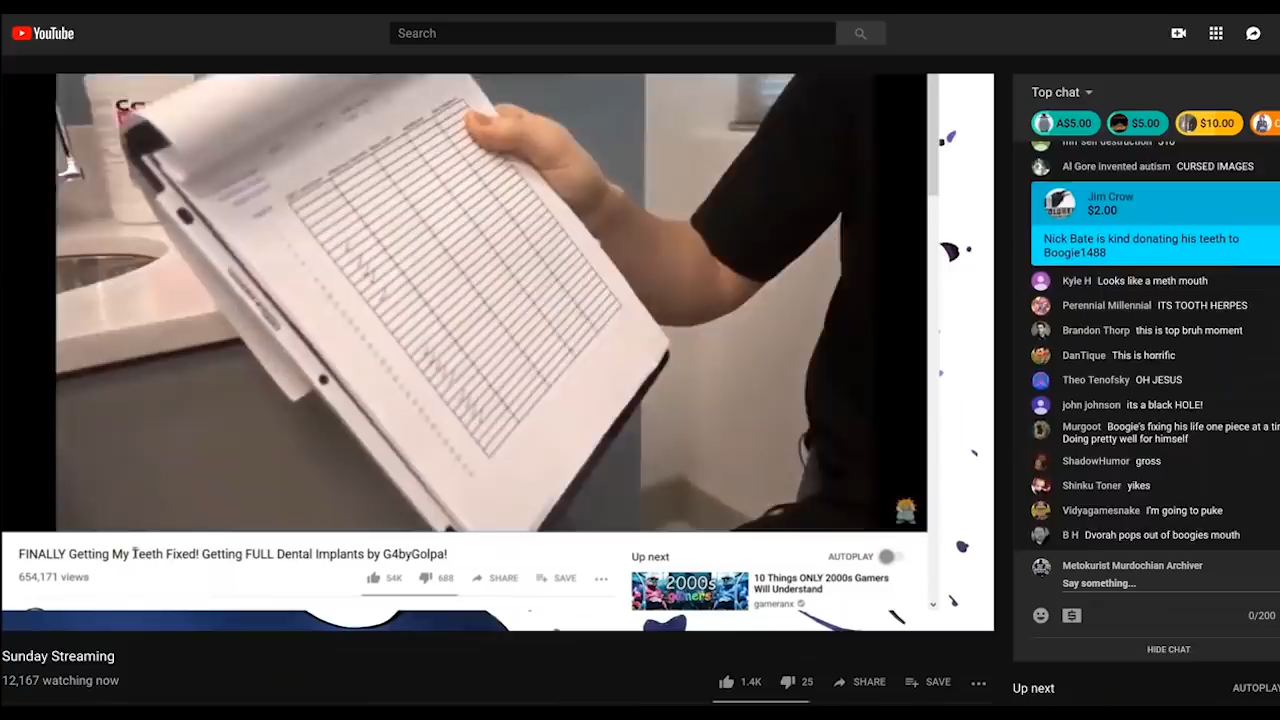 YouTube
Search
Top chat
A$5.00
$5.00
$10.00
Al Gore invented autism CURSED IMAGES
Jim Crow
$2.00
Nick Bate is kind donating his teeth to
Boogie1488
Kyle H Looks like a meth mouth
Perennial Millennial ITS TOOTH HERPES
Brandon Thorp this is top bruh moment
DanTique This is horrific
Theo Tenofsky OH JESUS
john johnson its a black HOLE!
Murgoot Boogie's fixing his life one piece at a
Doing pretty well for himself
ShadowHumor gross
Shinku Toner yikes
Vidyagamesnake I'm going to puke
B H Dvorah pops out of boogies mouth
Metokurist Murdochian Archiver
Say something...
0/200
HIDE CHAT
Up next
AUTOPLAY
FINALLY Getting My Teeth Fixed! Getting FULL Dental Implants by G4byGolpa!
654,171 views
54K
688
SHARE
SAVE
Up next
AUTOPLAY
2000s
gamers
10 Things ONLY 2000s Gamers
Will Understand
gameranx
Sunday Streaming
12,167 watching now
1.4K
25
SHARE
SAVE